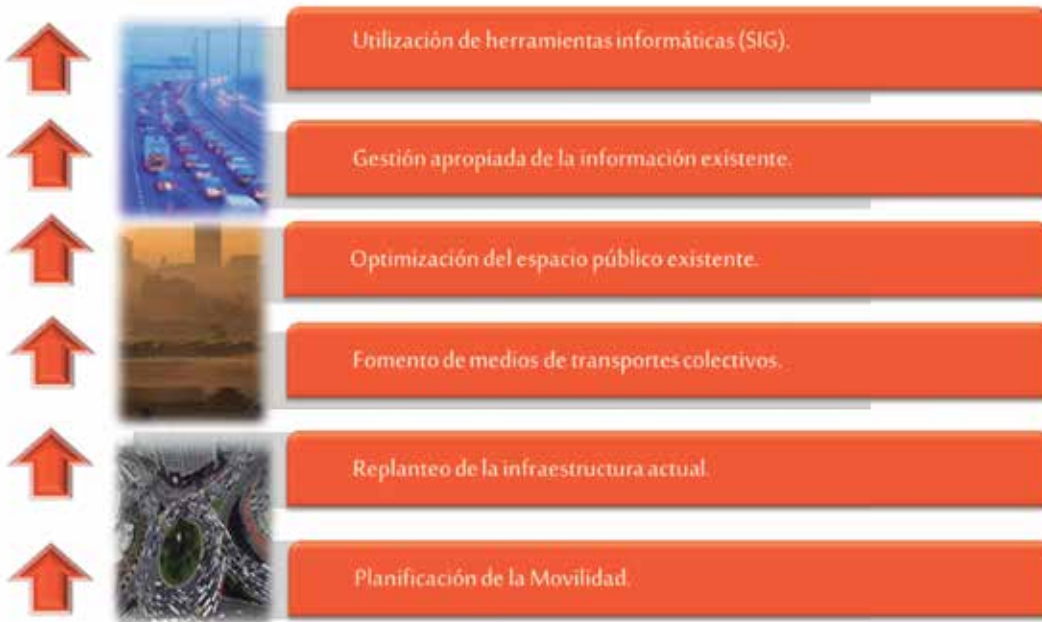 Utilización de herramientas informáticas (SIG).
Gestión apropiada de la información existente.
Optimización del espacio público existente.
Fomento de medios de transportes colectivos.
Replanteo de la infraestructura actual.
Planificación de la Movilidad.